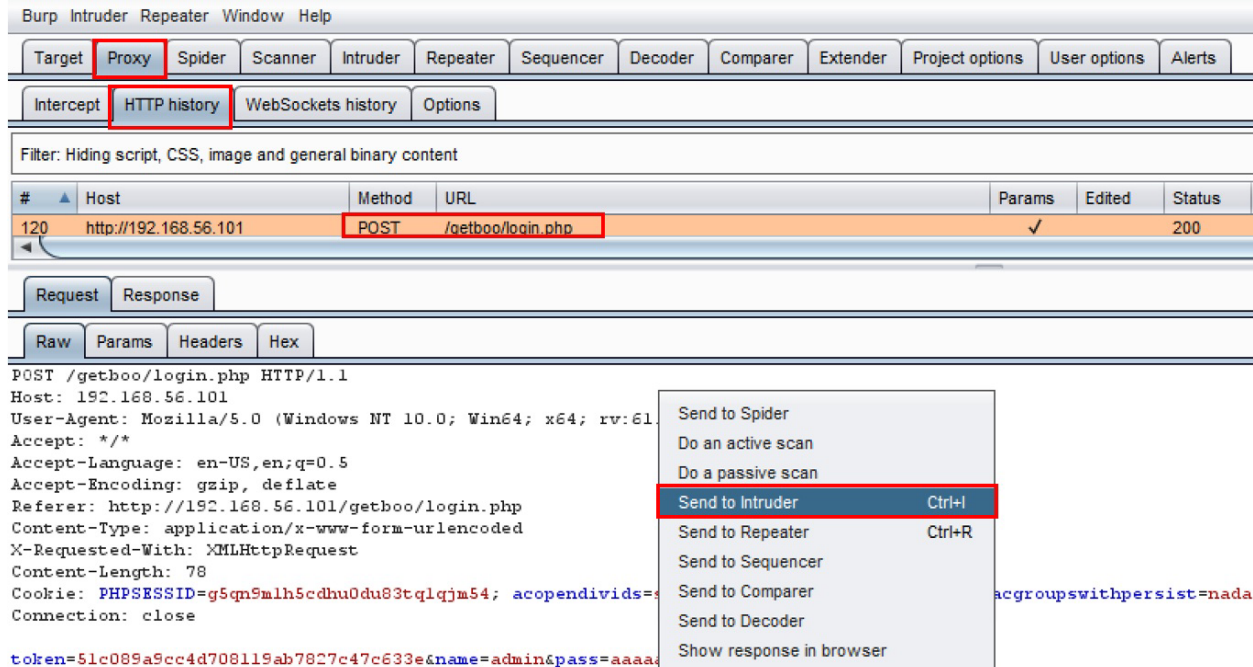 Burp Intruder Repeater Window Help
Target Proxy Spider Scanner Intruder Repeater Sequencer Decoder Comparer Extender Project options User options Alerts
Intercept HTTP history WebSockets history Options
Filter: Hiding script, CSS, image and general binary content
# Host Method URL Params Edited Status
120 http://192.168.56.101 POST /getboo/login.php ✓ 200
Request Response
Raw Params Headers Hex
POST /getboo/login.php HTTP/1.1
Host: 192.168.56.101
User-Agent: Mozilla/5.0 (Windows NT 10.0; Win64; x64; rv:61.
Accept: */*
Accept-Language: en-US,en;q=0.5
Accept-Encoding: gzip, deflate
Referer: http://192.168.56.101/getboo/login.php
Content-Type: application/x-www-form-urlencoded
X-Requested-With: XMLHttpRequest
Content-Length: 78
Cookie: PHPSESSID=g5qn9mlh5cdhu0du83tqlqjm54; acopendivids= acgroupswithpersist=nada
Connection: close
token=51c089a9cc4d708119ab7827c47c633e&name=admin&pass=aaaa
Send to Spider
Do an active scan
Do a passive scan
Send to Intruder Ctrl+I
Send to Repeater Ctrl+R
Send to Sequencer
Send to Comparer
Send to Decoder
Show response in browser